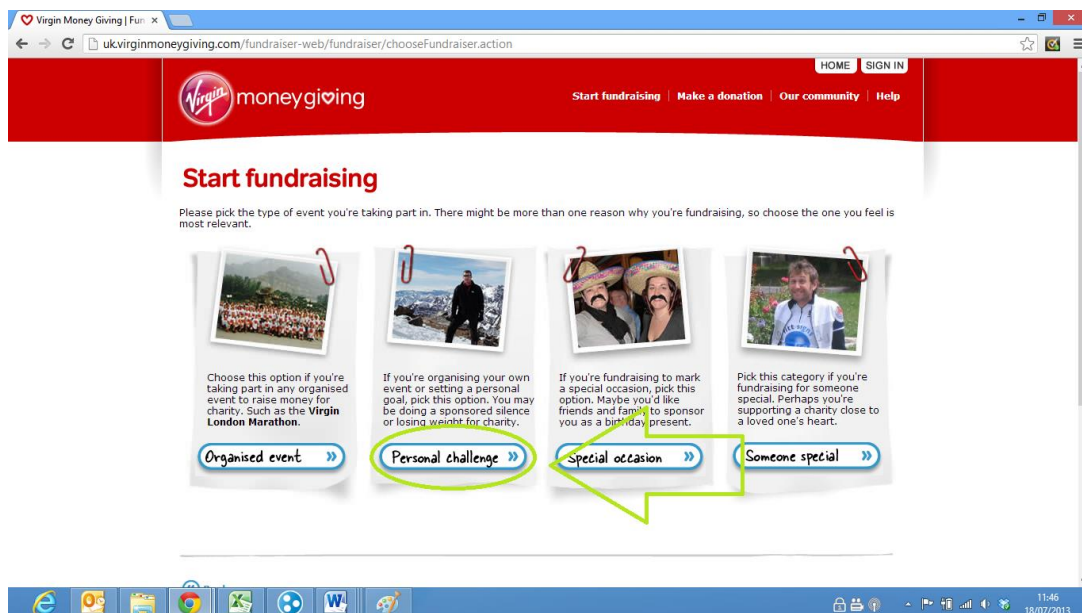 Virgin Money Giving | Fun
uk.virginmoneygiving.com/fundraiser-web/fundraiser/chooseFundraiser.action
HOME SIGN IN
Virgin moneygiving
Start fundraising | Make a donation | Our community | Help
Start fundraising
Please pick the type of event you're taking part in. There might be more than one reason why you're fundraising, so choose the one you feel is
most relevant.
Choose this option if you're
taking part in any organised
event to raise money for
charity. Such as the Virgin
London Marathon.
Organised event »
If you're organising your own
event or setting a personal
goal, pick this option. You may
be doing a sponsored silence
or losing weight for charity.
Personal challenge »
If you're fundraising to mark
a special occasion, pick this
option. Maybe you'd like
friends and family to sponsor
you as a birthday present.
Special occasion »
Pick this category if you're
fundraising for someone
special. Perhaps you're
supporting a charity close to
a loved one's heart.
Someone special »
11:46
18/07/2013